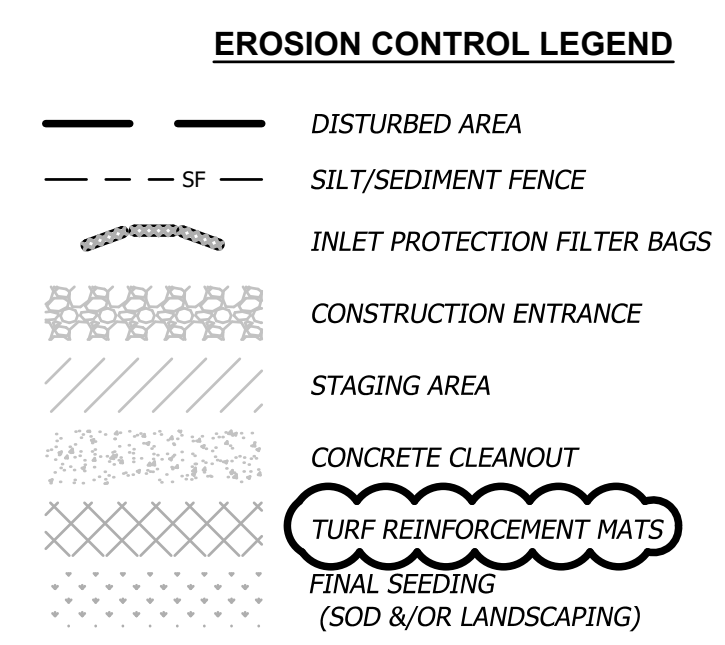 EROSION CONTROL LEGEND
DISTURBED AREA
SF SILT/SEDIMENT FENCE
INLET PROTECTION FILTER BAGS
CONSTRUCTION ENTRANCE
STAGING AREA
CONCRETE CLEANOUT
TURF REINFORCEMENT MATS
FINAL SEEDING
(SOD &/OR LANDSCAPING)